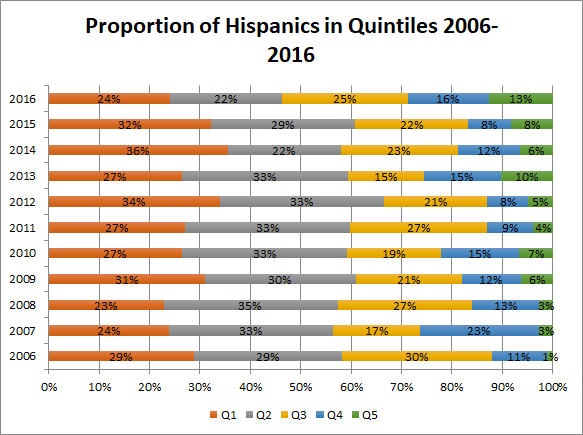 Proportion of Hispanics in Quintiles 2006-
2016
2016 24% 22% 25% 16% 13%
2015 32% 29% 22% 8% 8%
2014 36% 22% 23% 12% 6%
2013 27% 33% 15% 15% 10%
2012 34% 33% 21% 8% 5%
2011 27% 33% 27% 9% 4%
2010 27% 33% 19% 15% 7%
2009 31% 30% 21% 12% 6%
2008 23% 35% 27% 13% 3%
2007 24% 33% 17% 23% 3%
2006 29% 29% 30% 11% 1%
0% 10% 20% 30% 40% 50% 60% 70% 80% 90% 100%
Q1 Q2 Q3 Q4 Q5